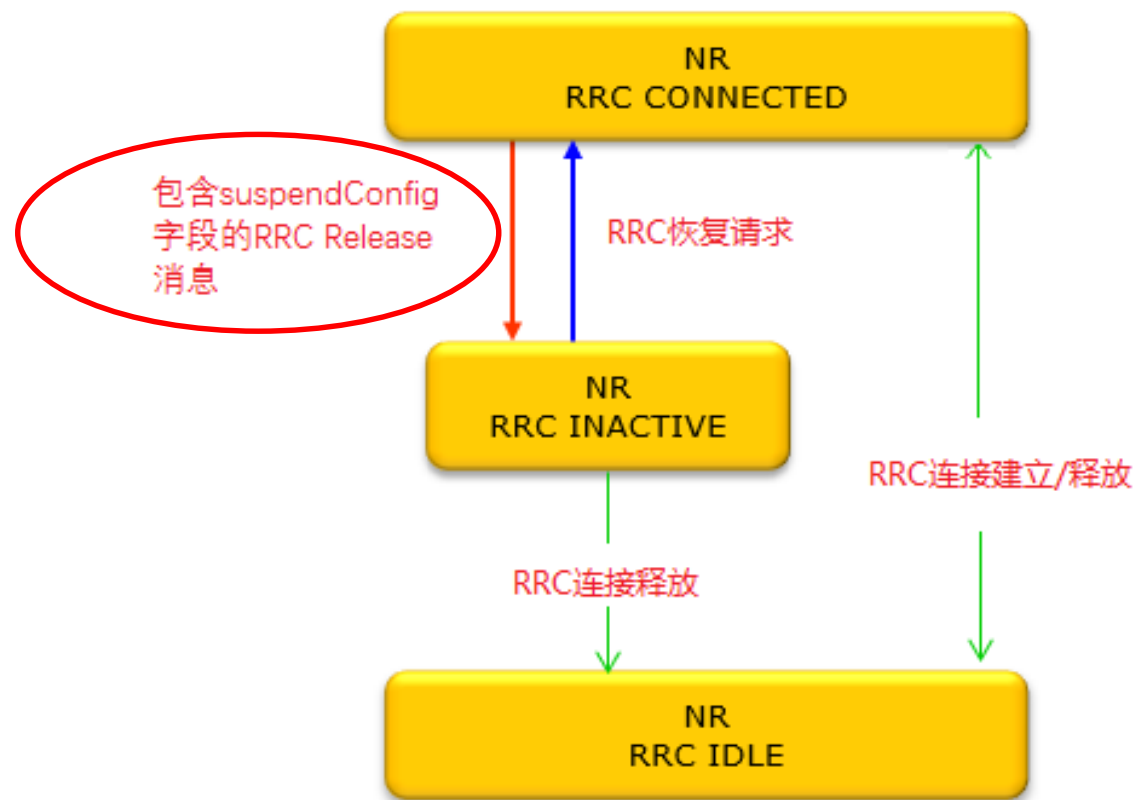 NR
RRC CONNECTED
包含suspendConfig
字段的RRC Release
消息
RRC恢复请求
NR
RRC INACTIVE
RRC连接建立/释放
RRC连接释放
NR
RRC IDLE